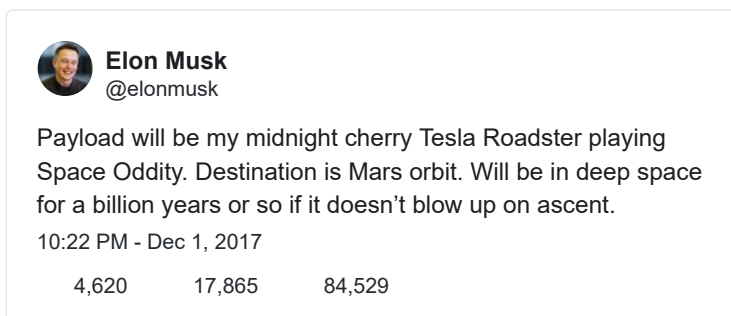 Elon Musk
@elonmusk
Payload will be my midnight cherry Tesla Roadster playing
Space Oddity. Destination is Mars orbit. Will be in deep space
for a billion years or so if it doesn’t blow up on ascent.
10:22 PM - Dec 1, 2017
4,620 17,865 84,529